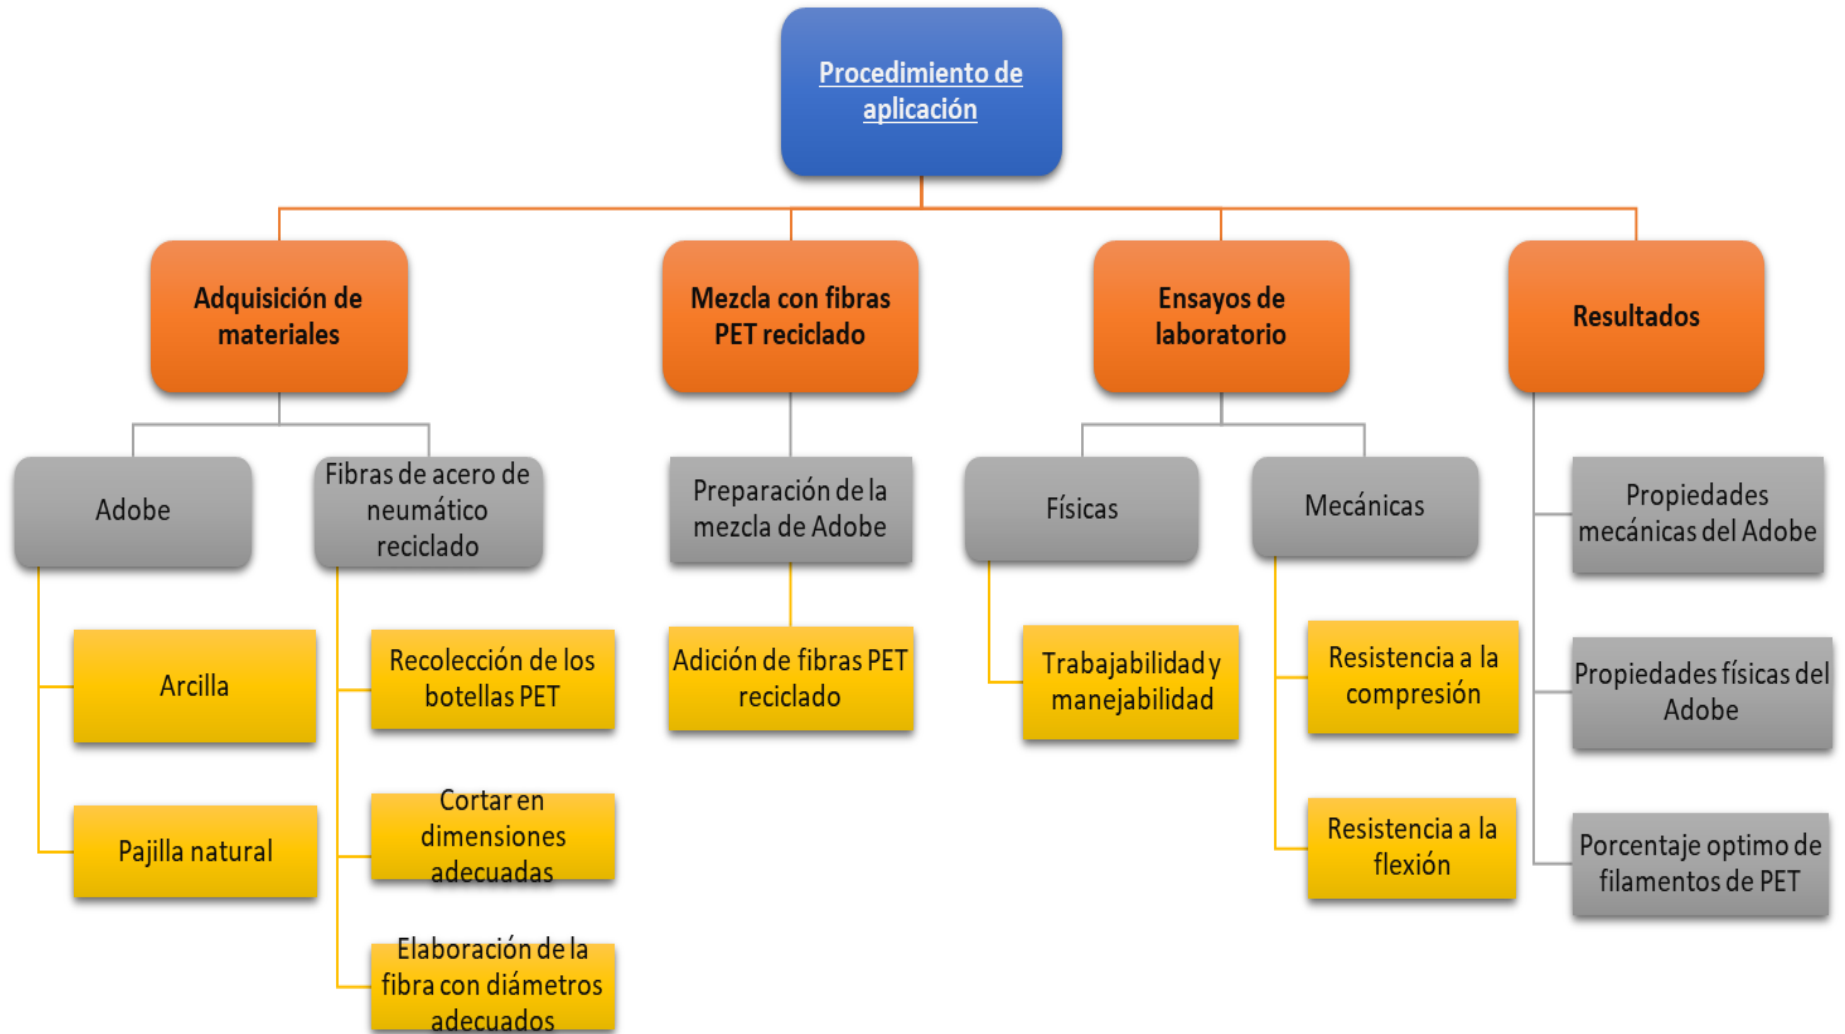 Procedimiento de
aplicación
Adquisición de
materiales
Mezcla con fibras
PET reciclado
Ensayos de
laboratorio
Resultados
Adobe
Fibras de acero de
neumático
reciclado
Preparación de la
mezcla de Adobe
Físicas
Mecánicas
Propiedades
mecánicas del Adobe
Arcilla
Recolección de los
botellas PET
Adición de fibras PET
reciclado
Trabajabilidad y
manejabilidad
Resistencia a la
compresión
Propiedades físicas del
Adobe
Pajilla natural
Cortar en
dimensiones
adecuadas
Resistencia a la
flexión
Porcentaje optimo de
filamentos de PET
Elaboración de la
fibra con diámetros
adecuados